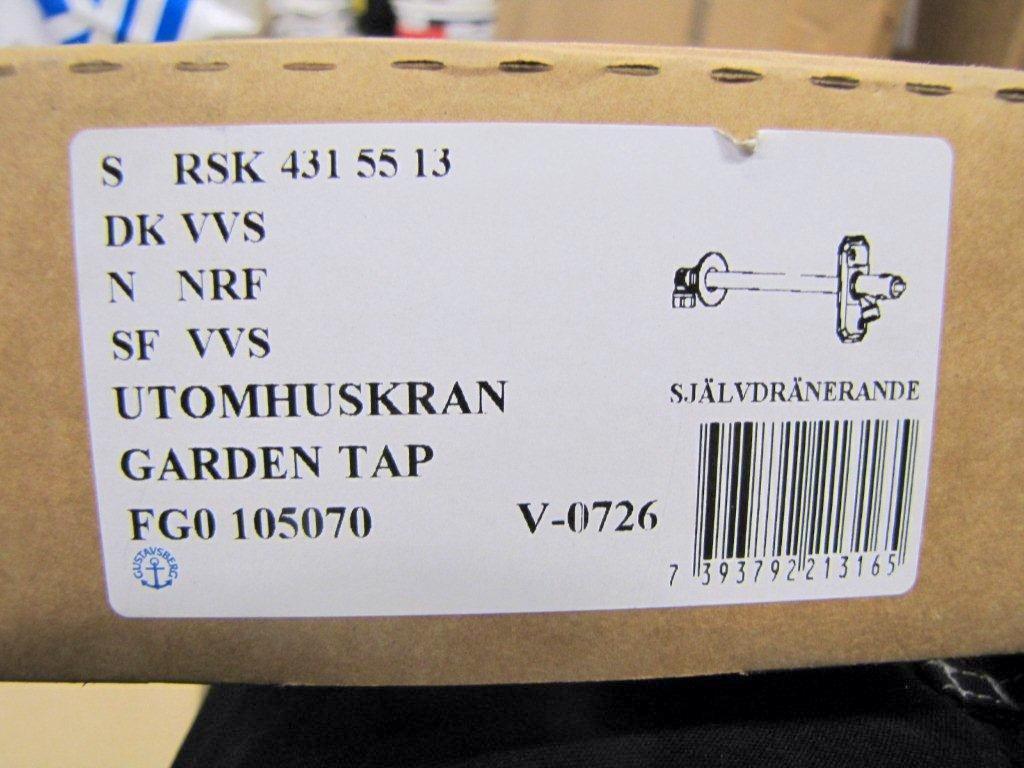 S RSK 431 55 13
DK VVS
N NRF
SF VVS
UTOMHUSKRAN
GARDEN TAP
FG0 105070
V-0726
GUSTAVSBERG
SJÄLVDRÄNERANDE
7 393792 213165